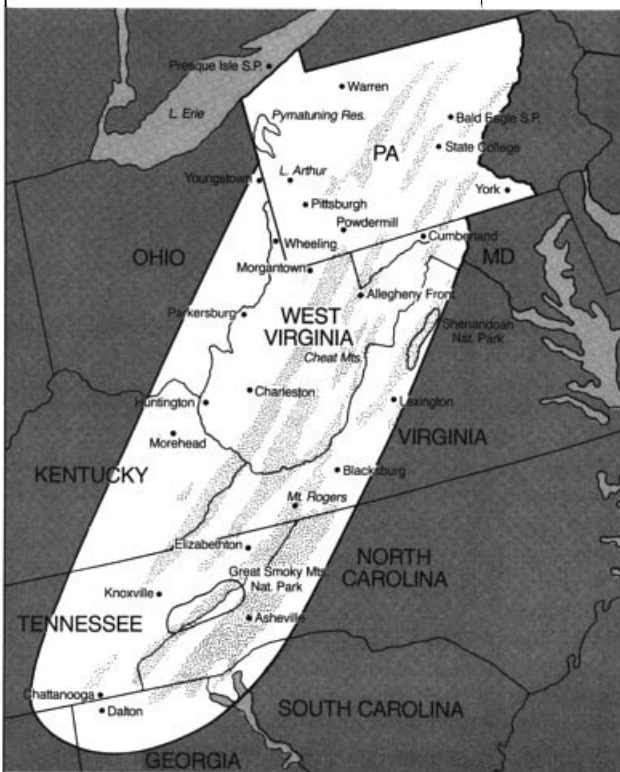 Presque Isle S.P.
Warren
L. Erie
Pymatuning Res.
Bald Eagle S.P.
PA
State College
L. Arthur
Youngstown
York
Pittsburgh
Powdermill
Cumberland
Wheeling
OHIO
MD
Morgantown
Allegheny Front
WEST
VIRGINIA
Parkersburg
Shenandoan
Nat. Park
Cheat Mts.
Charleston
Huntington
Lexington
Morehead
VIRGINIA
KENTUCKY
Blacksburg
Mt. Rogers
Elizabethton
NORTH
CAROLINA
Great Smoky Mts.
Nat. Park
Knoxville
TENNESSEE
Asheville
Chattanooga
Dalton
SOUTH CAROLINA
GEORGIA